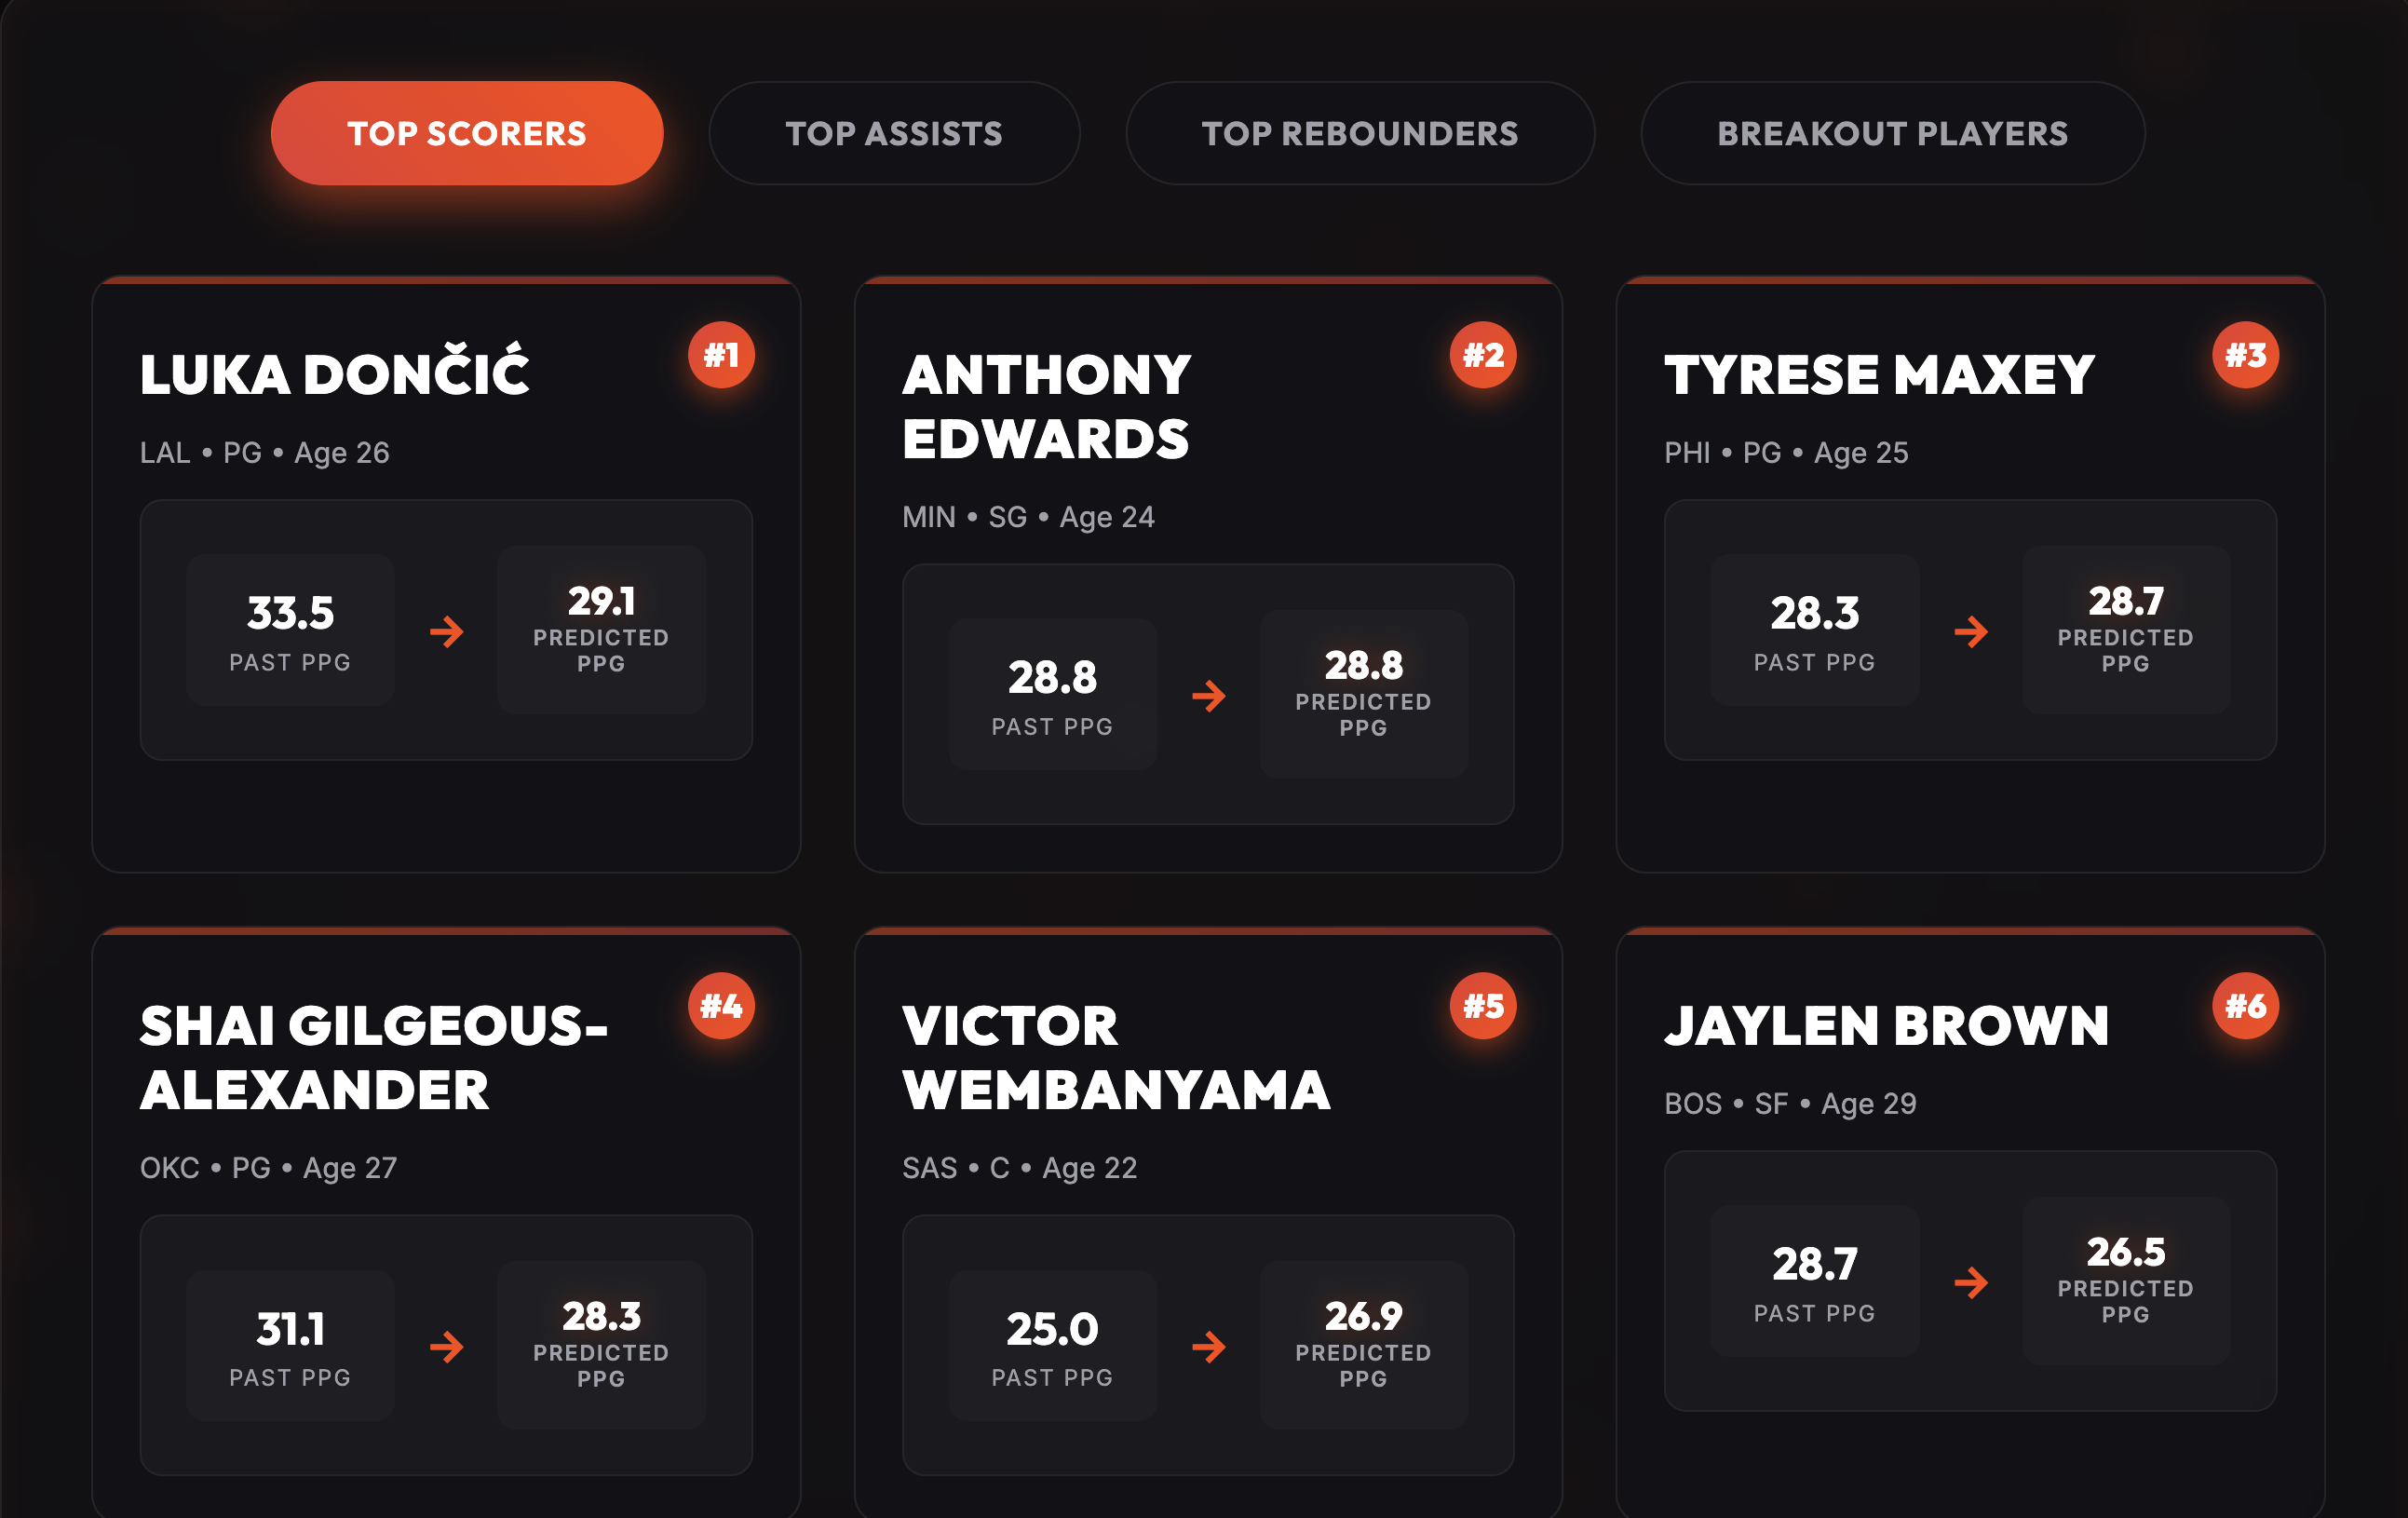 TOP SCORERS
TOP ASSISTS
TOP REBOUNDERS
BREAKOUT PLAYERS
LUKA DONČIĆ
#1
LAL • PG • Age 26
33.5
PAST PPG
→
29.1
PREDICTED
PPG
ANTHONY
EDWARDS
#2
MIN • SG • Age 24
28.8
PAST PPG
→
28.8
PREDICTED
PPG
TYRESE MAXEY
#3
PHI • PG • Age 25
28.3
PAST PPG
→
28.7
PREDICTED
PPG
SHAI GILGEOUS-
ALEXANDER
#4
OKC • PG • Age 27
31.1
PAST PPG
→
28.3
PREDICTED
PPG
VICTOR
WEMBANYAMA
#5
SAS • C • Age 22
25.0
PAST PPG
→
26.9
PREDICTED
PPG
JAYLEN BROWN
#6
BOS • SF • Age 29
28.7
PAST PPG
→
26.5
PREDICTED
PPG